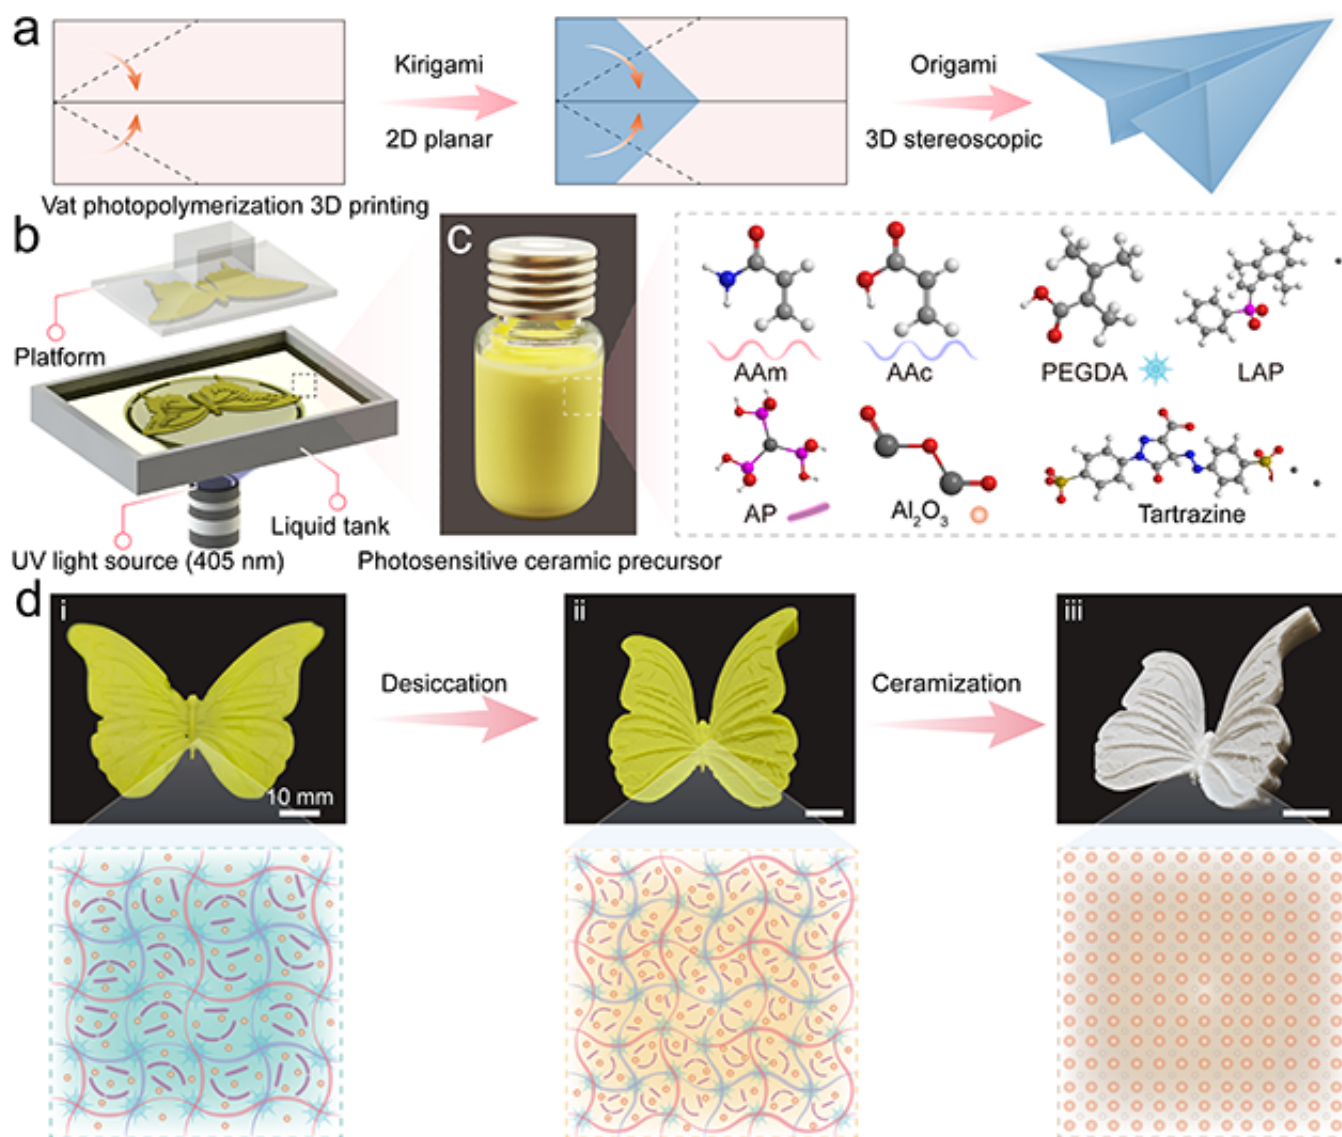 a
Kirigami
2D planar
Origami
3D stereoscopic
Vat photopolymerization 3D printing
b
Platform
Liquid tank
UV light source (405 nm)
c
Photosensitive ceramic precursor
AAm
AAc
PEGDA
LAP
AP
Al₂O₃
Tartrazine
d
i
10 mm
Desiccation
ii
Ceramization
iii